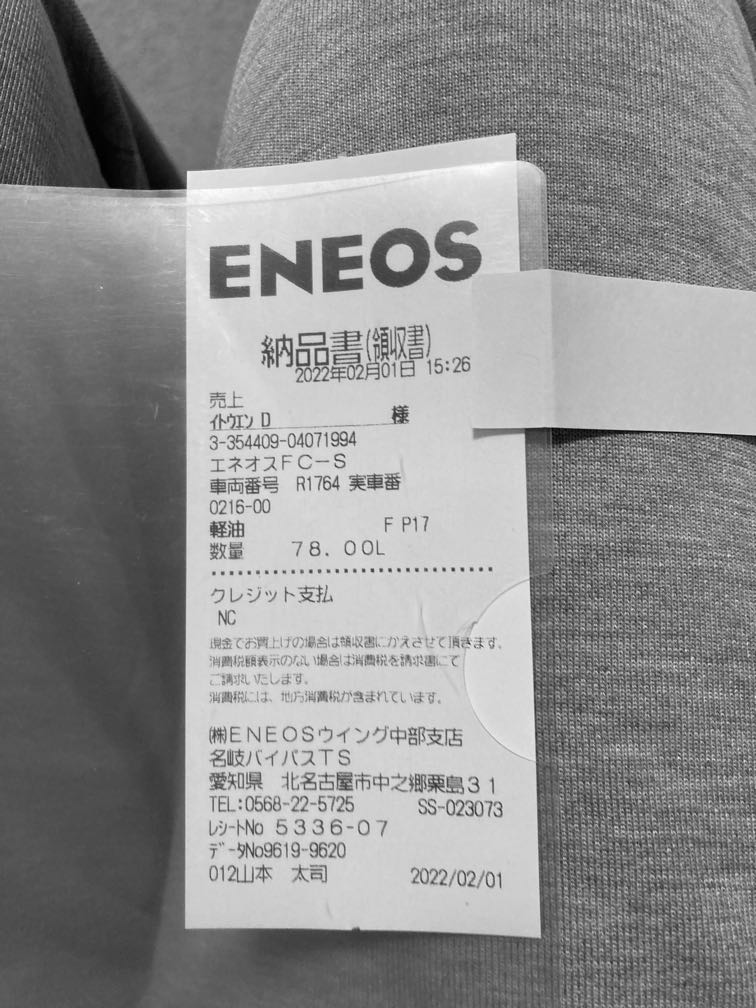 ENEOS
納品書(領収書)
2022年02月01日 15:26
売上
ｲﾄｳｴﾝ D 様
3-354409-04071994
エネオスFC-S
車両番号 R1764 実車番
0216-00
軽油 F P17
数量 78.00L
クレジット支払
NC
現金でお買上げの場合は領収書にかえさせて頂きます。
消費税額表示のない場合は消費税を請求書にて
ご請求いたします。
消費税には、地方消費税が含まれています。
㈱ENEOSウイング中部支店
名岐バイパスTS
愛知県 北名古屋市中之郷栗島31
TEL:0568-22-5725 SS-023073
ﾚｼｰﾄNo 5336-07
ﾃﾞｰﾀNo9619-9620
012山本 太司 2022/02/01